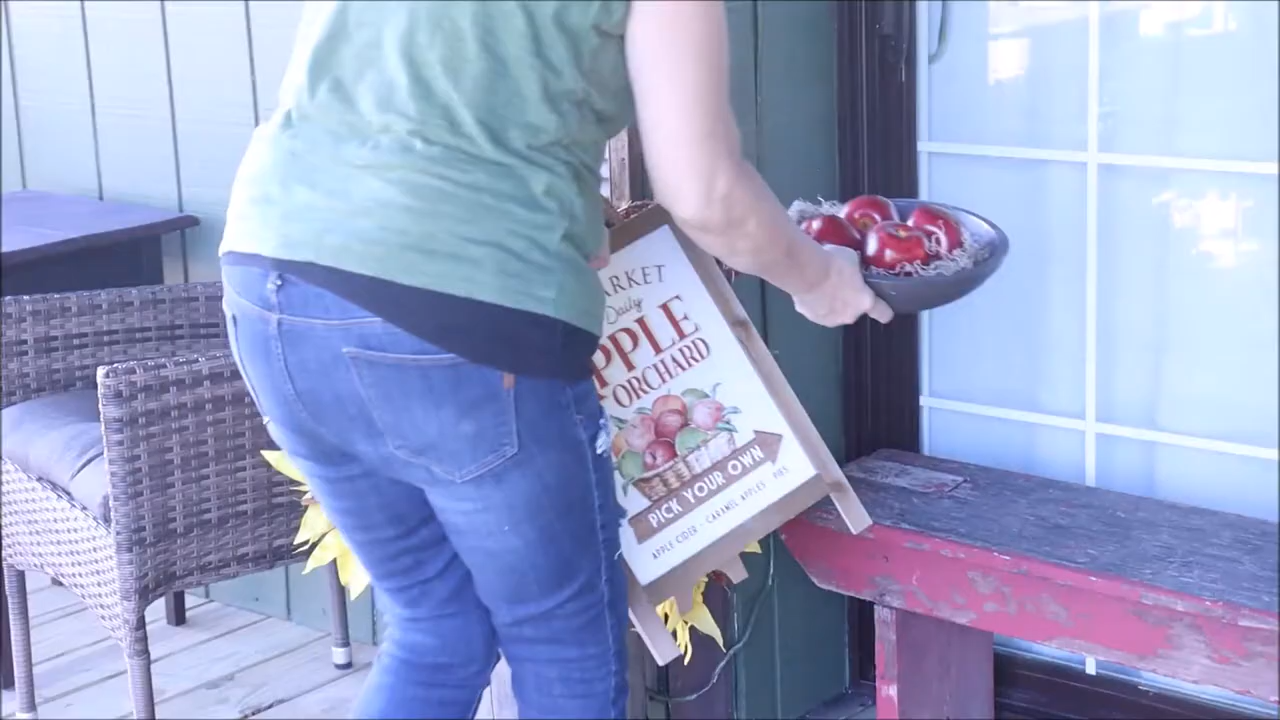 ARKET
Daily
PPLE
ORCHARD
PICK YOUR OWN
APPLE CIDER - CARAMEL APPLES PIES